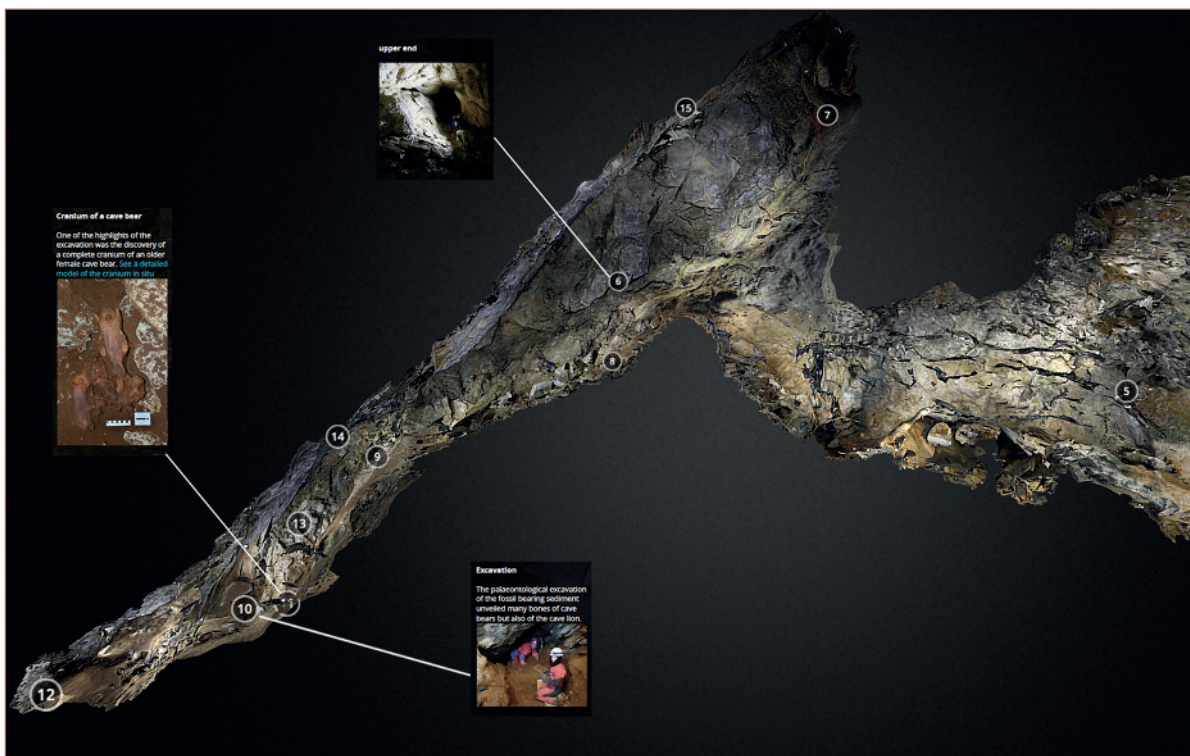 upper end
15
7
Cranium of a cave bear
One of the highlights of the
excavation was the discovery of
a complete cranium of an older
female cave bear. See a detailed
model of the cranium in situ
6
8
5
14
9
13
10
12
Excavation
The palaeontological excavation
of the fossil bearing sediment
unveiled many bones of cave
bears but also of the cave lion.